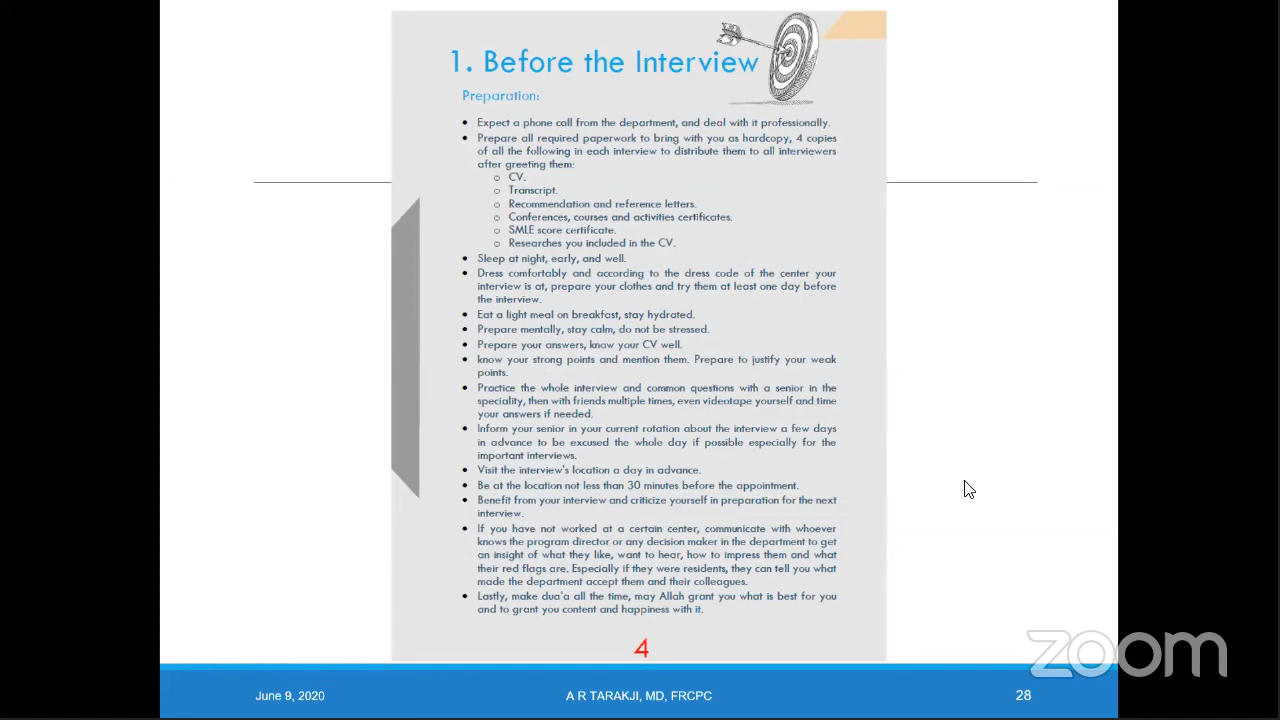 1. Before the Interview
Preparation:
• Expect a phone call from the department, and deal with it professionally.
• Prepare all required paperwork to bring with you as hardcopy, 4 copies
of all the following in each interview to distribute them to all interviewers
after greeting them:
o CV.
o Transcript.
o Recommendation and reference letters.
o Conferences, courses and activities certificates.
o SMLE score certificate.
o Researches you included in the CV.
• Sleep at night, early, and well.
• Dress comfortably and according to the dress code of the center your
interview is at, prepare your clothes and try them at least one day before
the interview.
• Eat a light meal on breakfast, stay hydrated.
• Prepare mentally, stay calm, do not be stressed.
• Prepare your answers, know your CV well.
• know your strong points and mention them. Prepare to justify your weak
points.
• Practice the whole interview and common questions with a senior in the
speciality, then with friends multiple times, even videotape yourself and time
your answers if needed.
• Inform your senior in your current rotation about the interview a few days
in advance to be excused the whole day if possible especially for the
important interviews.
• Visit the interview's location a day in advance.
• Be at the location not less than 30 minutes before the appointment.
• Benefit from your interview and criticize yourself in preparation for the next
interview.
• If you have not worked at a certain center, communicate with whoever
knows the program director or any decision maker in the department to get
an insight of what they like, want to hear, how to impress them and what
their red flags are. Especially if they were residents, they can tell you what
made the department accept them and their colleagues.
• Lastly, make dua'a all the time, may Allah grant you what is best for you
and to grant you content and happiness with it.
4
zoom
June 9, 2020
A R TARAKJI, MD, FRCPC
28